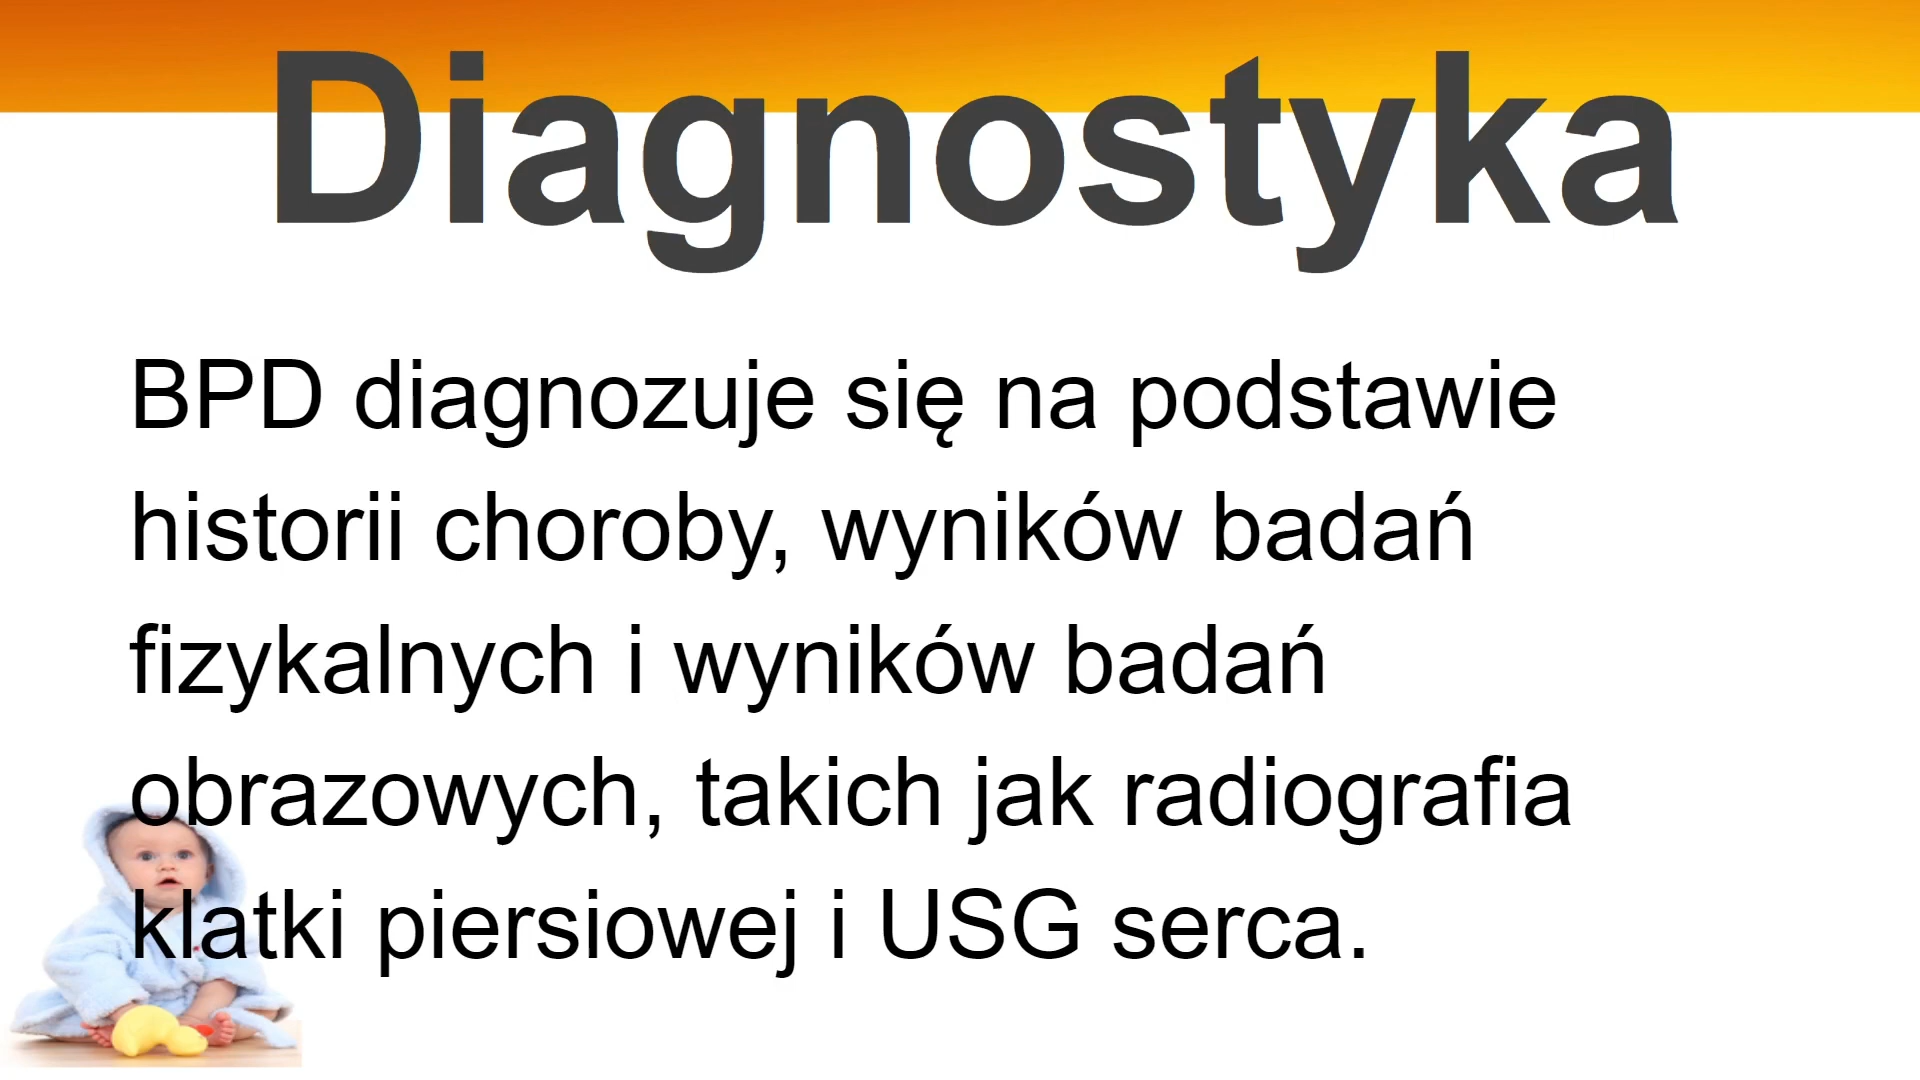 Diagnostyka
BPD diagnozuje się na podstawie
historii choroby, wyników badań
fizykalnych i wyników badań
obrazowych, takich jak radiografia
klatki piersiowej i USG serca.